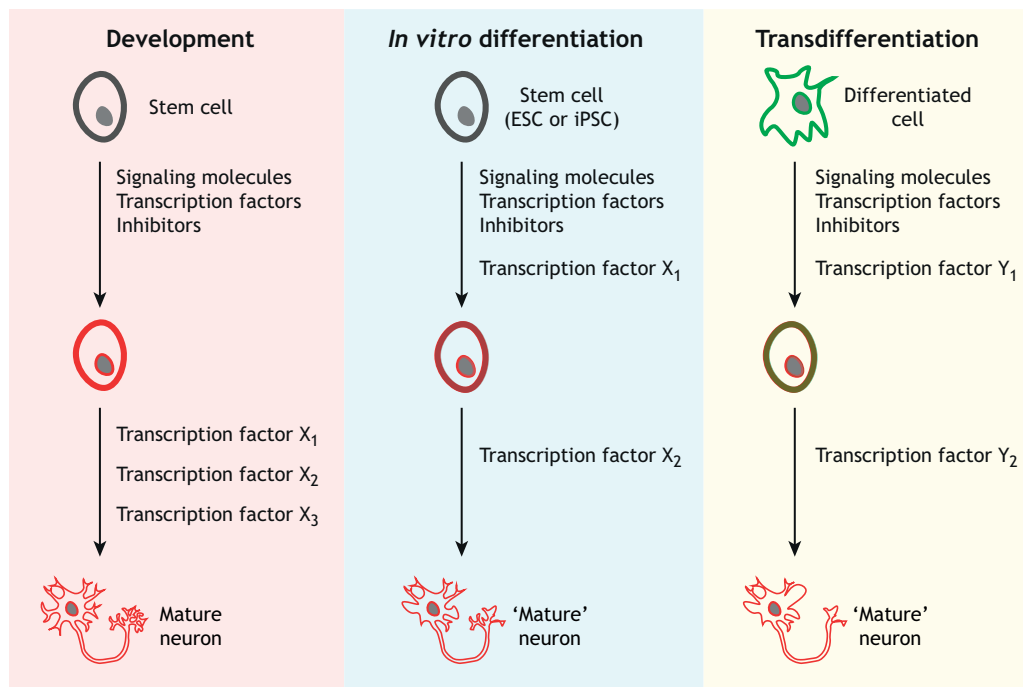 Development
Stem cell
Signaling molecules
Transcription factors
Inhibitors
Transcription factor X1
Transcription factor X2
Transcription factor X3
Mature
neuron
In vitro differentiation
Stem cell
(ESC or iPSC)
Signaling molecules
Transcription factors
Inhibitors
Transcription factor X1
Transcription factor X2
‘Mature’
neuron
Transdifferentiation
Differentiated
cell
Signaling molecules
Transcription factors
Inhibitors
Transcription factor Y1
Transcription factor Y2
‘Mature’
neuron